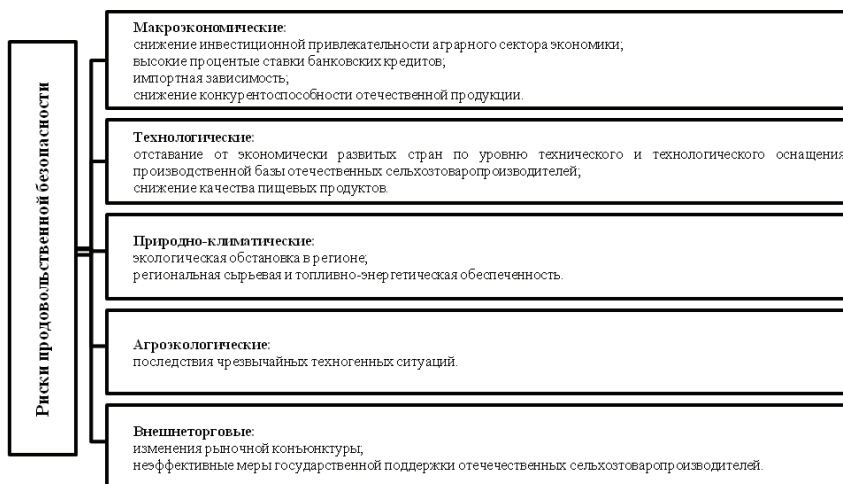 Риски продовольственной безопасности
Макроэкономические:
снижение инвестиционной привлекательности аграрного сектора экономики;
высокие процентные ставки банковских кредитов;
импортная зависимость;
снижение конкурентоспособности отечественной продукции.
Технологические:
отставание от экономически развитых стран по уровню технического и технологического оснащения
производственной базы отечественных сельхозтоваропроизводителей;
снижение качества пищевых продуктов.
Природно-климатические:
экологическая обстановка в регионе;
региональная сырьевая и топливно-энергетическая обеспеченность.
Агроэкологические:
последствия чрезвычайных техногенных ситуаций.
Внешнеторговые:
изменения рыночной конъюнктуры;
неэффективные меры государственной поддержки отечечественных сельхозтоваропроизводителей.